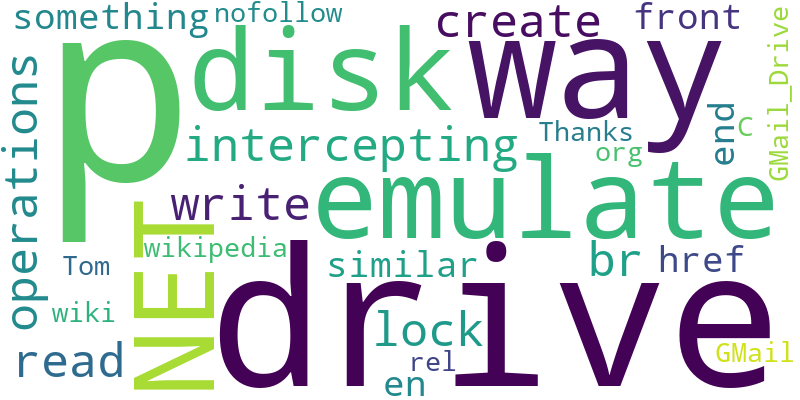 something
nofollow
create
front
p
disk
way
GMail_Drive
operations
intercepting
Thanks
C
end
org
write
emulate
NET
wikipedia
Tom
similar
br
href
drive
wiki
lock
read
rel
GMail
en